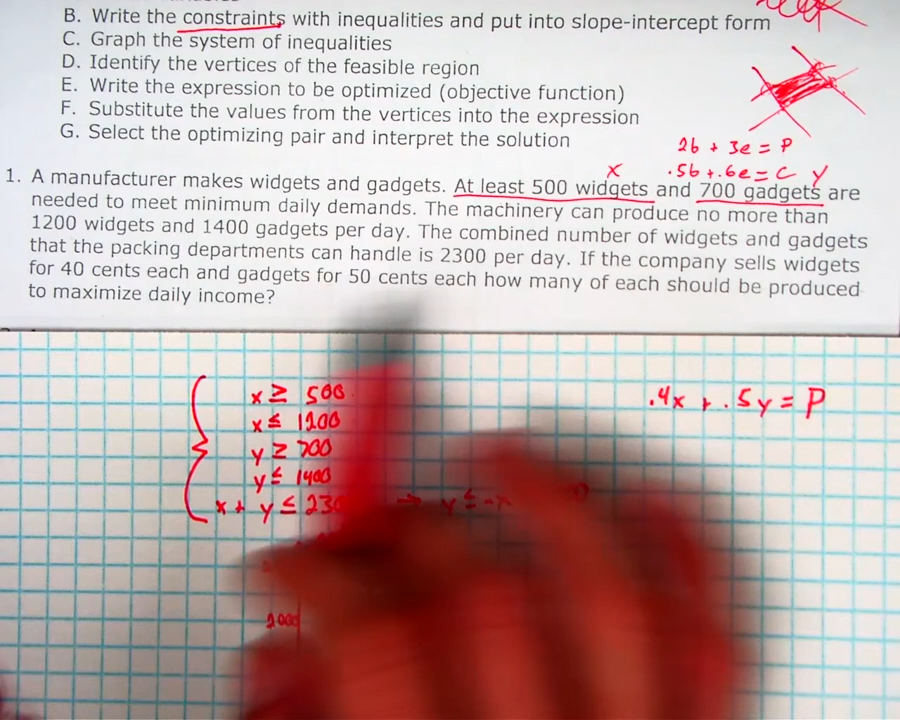 B. Write the constraints with inequalities and put into slope-intercept form
C. Graph the system of inequalities
D. Identify the vertices of the feasible region
E. Write the expression to be optimized (objective function)
F. Substitute the values from the vertices into the expression
G. Select the optimizing pair and interpret the solution
2b + 3e = P
.5b + .6e = C
x
y
1. A manufacturer makes widgets and gadgets. At least 500 widgets and 700 gadgets are
needed to meet minimum daily demands. The machinery can produce no more than
1200 widgets and 1400 gadgets per day. The combined number of widgets and gadgets
that the packing departments can handle is 2300 per day. If the company sells widgets
for 40 cents each and gadgets for 50 cents each how many of each should be produced
to maximize daily income?
x ≥ 500
.4x + .5y = P
x ≤ 1200
y ≥ 700
y ≤ 1400
x + y ≤ 230 → y ≤ -x
2000